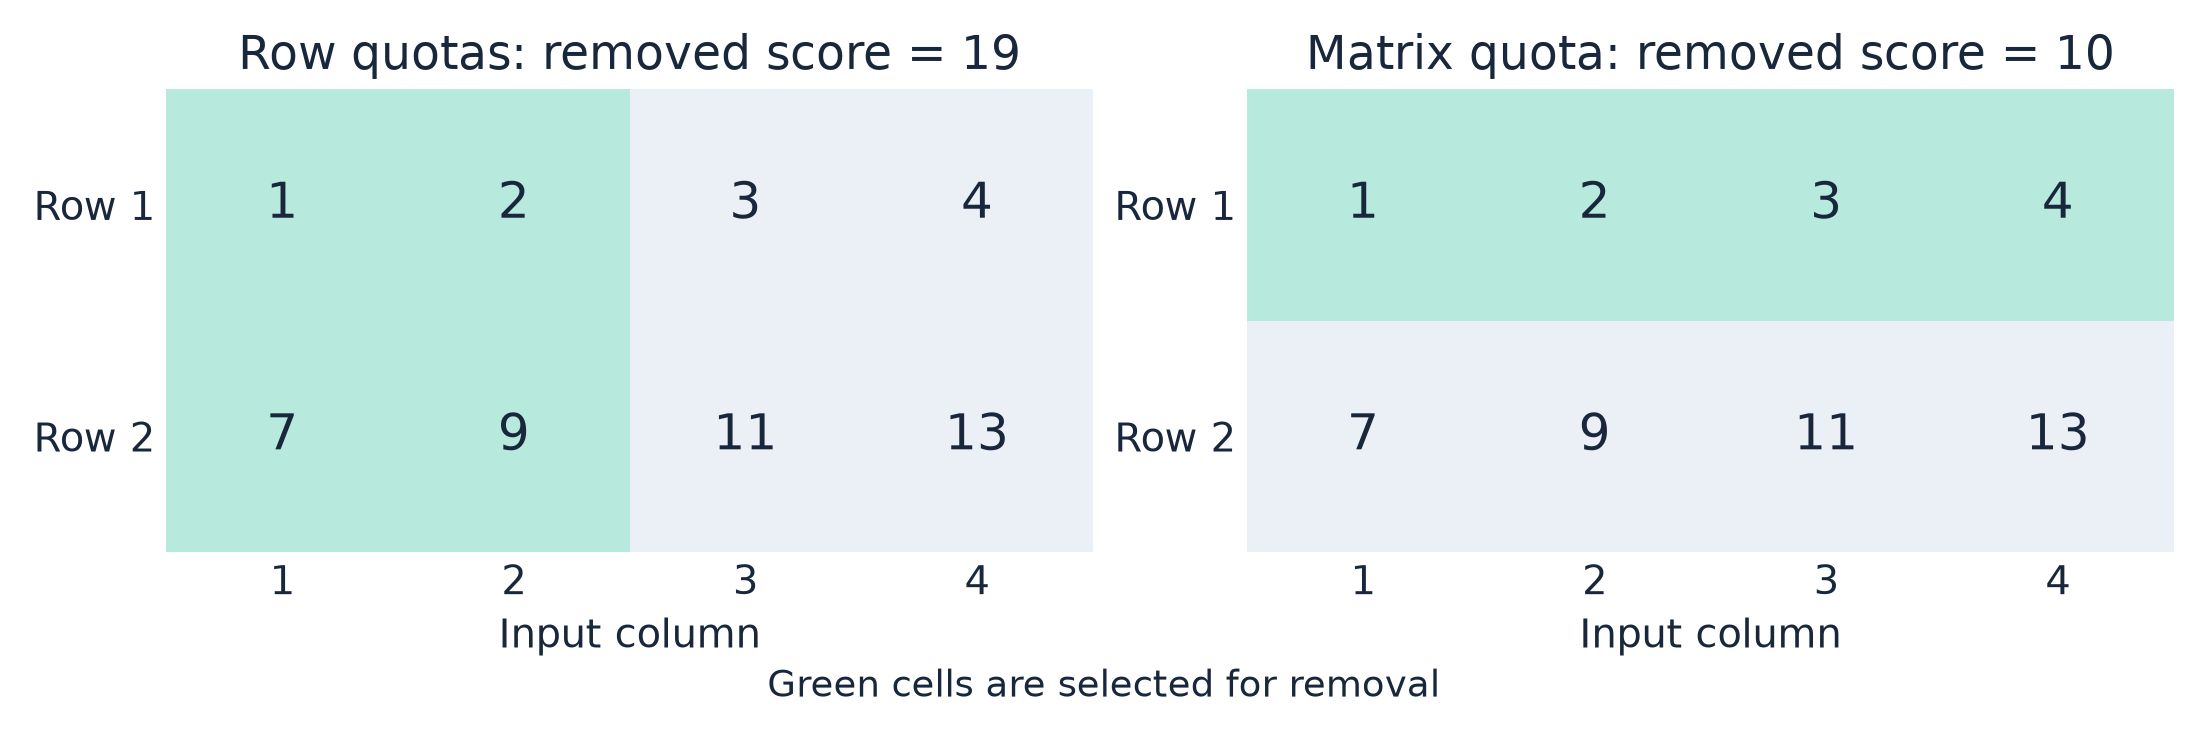 Row quotas: removed score = 19
Row 1 1 2 3 4
Row 2 7 9 11 13
1 2 3 4
Input column
Matrix quota: removed score = 10
Row 1 1 2 3 4
Row 2 7 9 11 13
1 2 3 4
Input column
Green cells are selected for removal